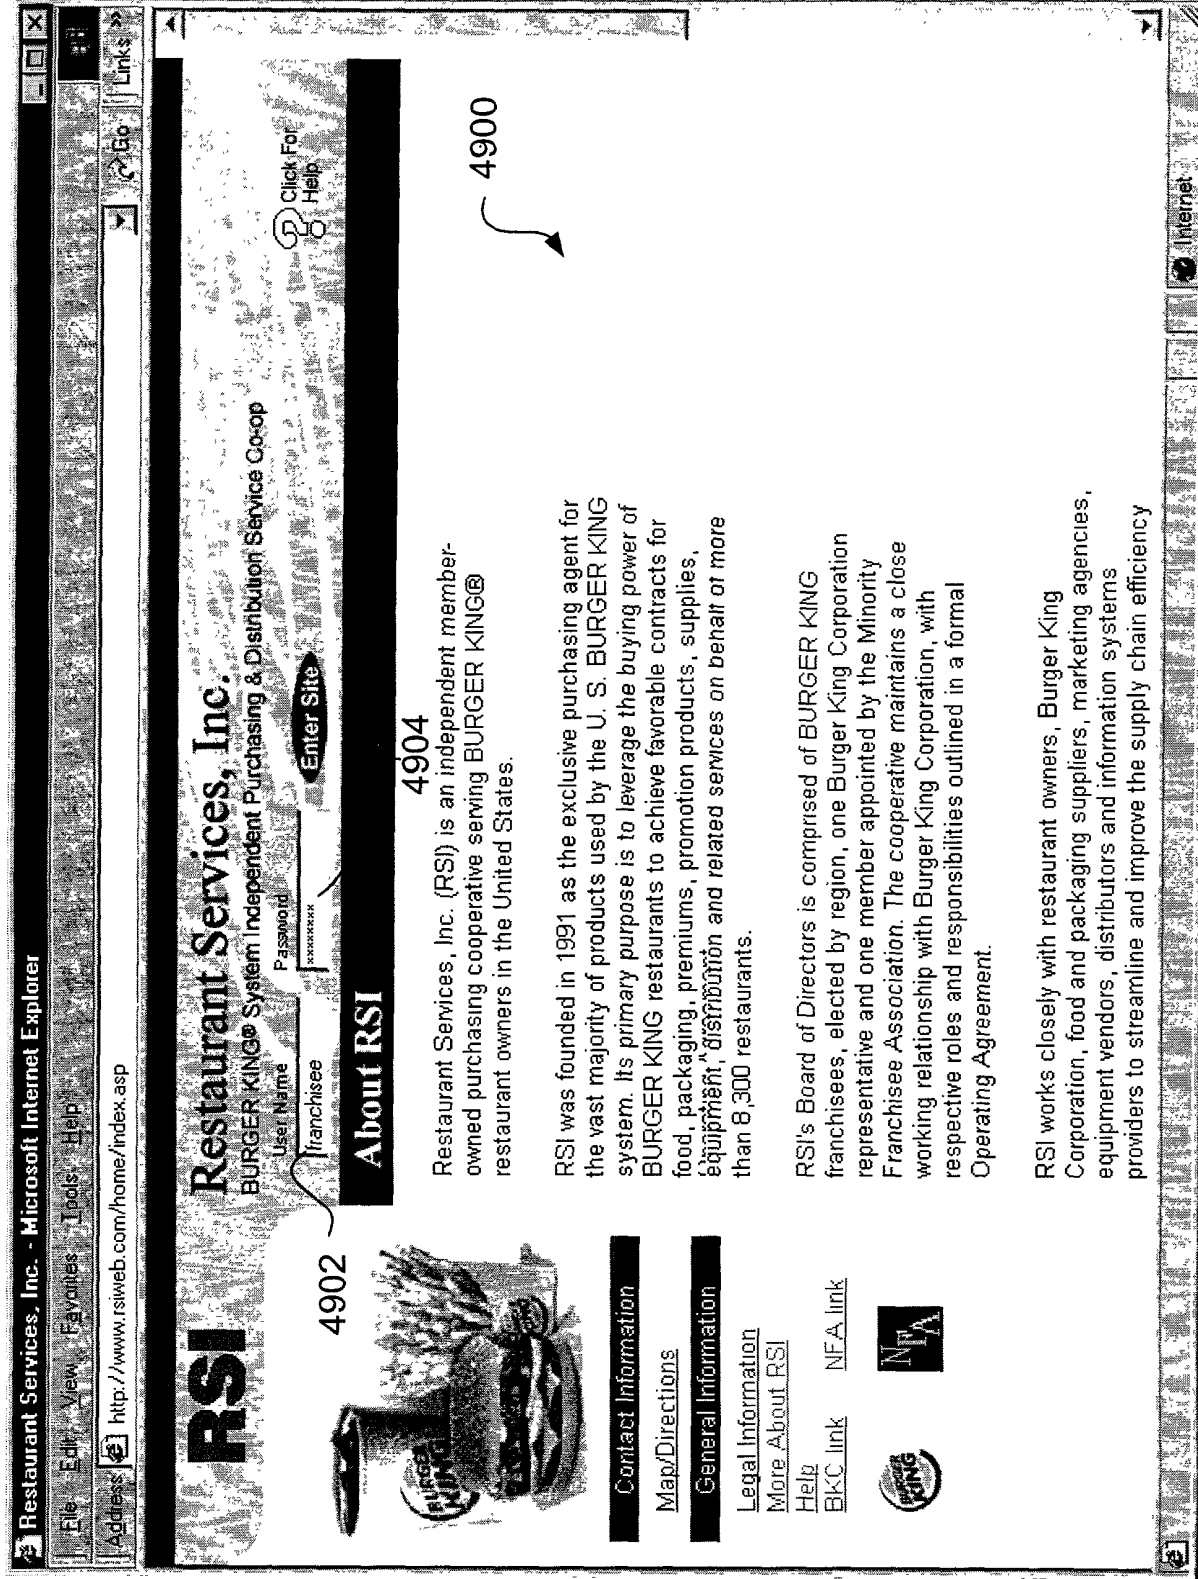 Restaurant Services, Inc. - Microsoft Internet Explorer
File Edit View Favorites Tools Help
Address http://www.rsiweb.com/home/index.asp Go Links »
RSI
Restaurant Services, Inc.
BURGER KING® System Independent Purchasing & Distribution Service Co-op
User Name Password
franchisee xxxxxxxx Enter Site
? Click For
Help
About RSI
4902
4904
4900
BURGER KING
Contact Information
Map/Directions
General Information
Legal Information
More About RSI
Help
BKC link NFA link
BURGER KING
NFA
Restaurant Services, Inc. (RSI) is an independent member-
owned purchasing cooperative serving BURGER KING®
restaurant owners in the United States.
RSI was founded in 1991 as the exclusive purchasing agent for
the vast majority of products used by the U. S. BURGER KING
system. Its primary purpose is to leverage the buying power of
BURGER KING restaurants to achieve favorable contracts for
food, packaging, premiums, promotion products, supplies,
equipment, distribution and related services on behalf of more
than 8,300 restaurants.
RSI's Board of Directors is comprised of BURGER KING
franchisees, elected by region, one Burger King Corporation
representative and one member appointed by the Minority
Franchisee Association. The cooperative maintains a close
working relationship with Burger King Corporation, with
respective roles and responsibilities outlined in a formal
Operating Agreement.
RSI works closely with restaurant owners, Burger King
Corporation, food and packaging suppliers, marketing agencies,
equipment vendors, distributors and information systems
providers to streamline and improve the supply chain efficiency
Internet